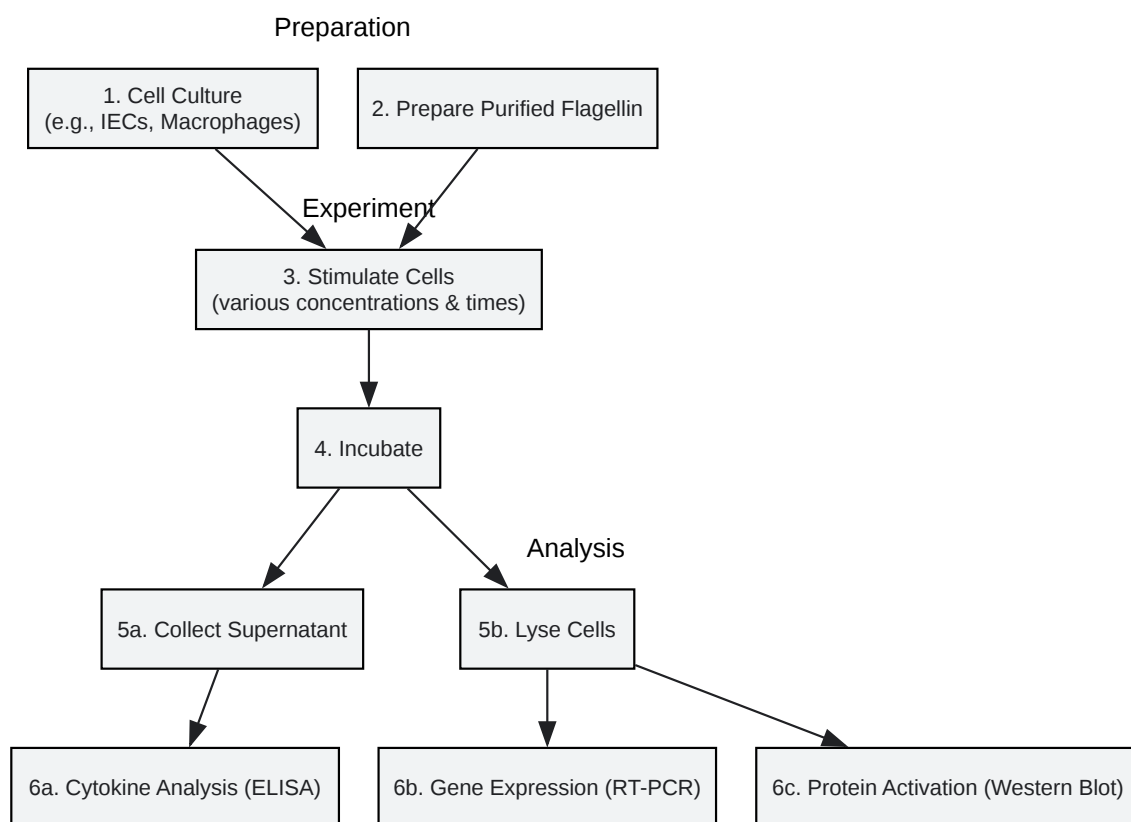 Preparation
1. Cell Culture
(e.g., IECs, Macrophages)
2. Prepare Purified Flagellin
Experiment
3. Stimulate Cells
(various concentrations & times)
4. Incubate
Analysis
5a. Collect Supernatant
5b. Lyse Cells
6a. Cytokine Analysis (ELISA)
6b. Gene Expression (RT-PCR)
6c. Protein Activation (Western Blot)